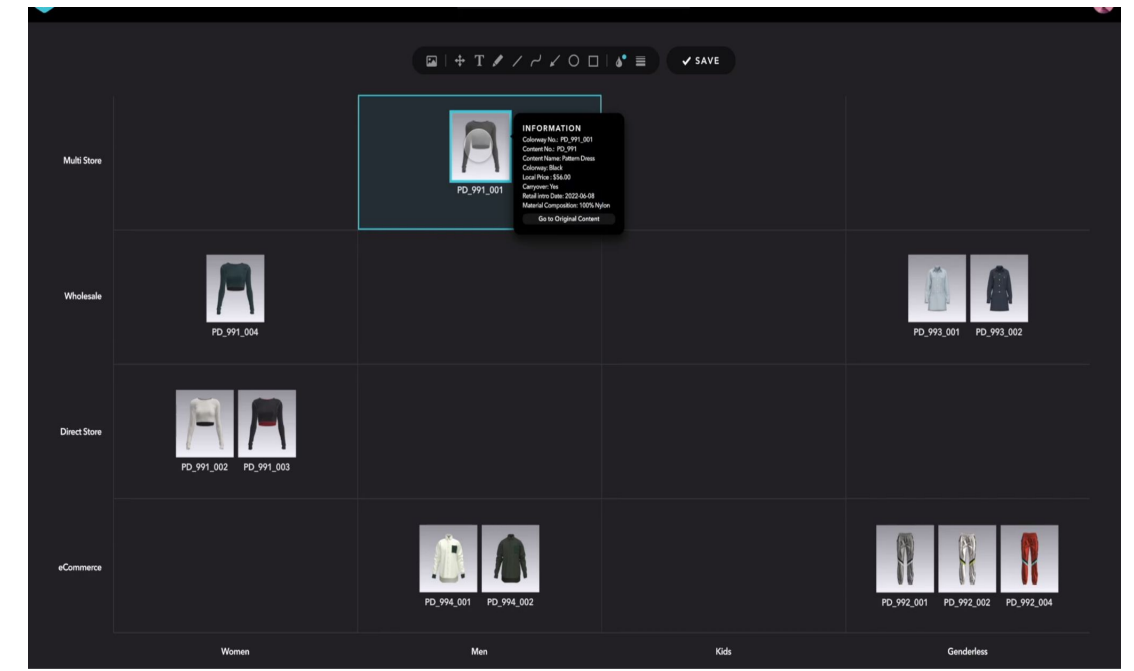 T
SAVE
INFORMATION
Colorway No.: PD_991_001
Content No.: PD_991
Content Name: Pattern Dress
Colorway: Black
Local Price : $56.00
Carryover: Yes
Retail intro Date: 2022-06-08
Material Composition: 100% Nylon
Go to Original Content
Multi Store
PD_991_001
Wholesale
PD_991_004
PD_993_001 PD_993_002
Direct Store
PD_991_002 PD_991_003
eCommerce
PD_994_001 PD_994_002
PD_992_001 PD_992_002 PD_992_004
Women Men Kids Genderless